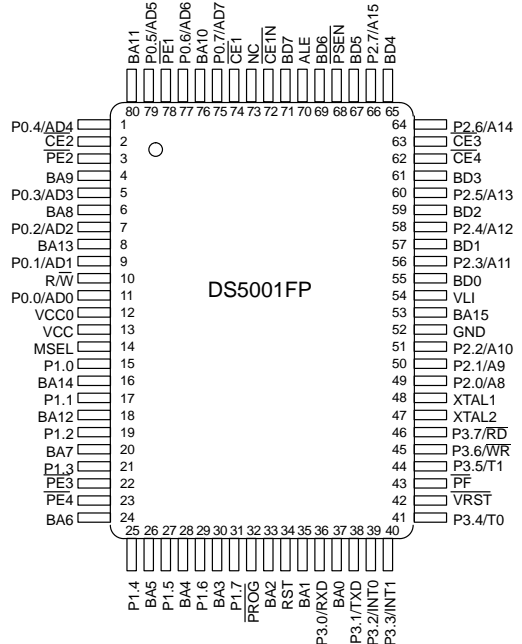 BA11
P0.5/AD5
PE1
P0.6/AD6
BA10
P0.7/AD7
CE1
NC
CE1N
BD7
ALE
BD6
PSEN
BD5
P2.7/A15
BD4
80 79 78 77 76 75 74 73 72 71 70 69 68 67 66 65
P0.4/AD4 1
CE2 2
PE2 3
BA9 4
P0.3/AD3 5
BA8 6
P0.2/AD2 7
BA13 8
P0.1/AD1 9
R/W 10
P0.0/AD0 11
VCC0 12
VCC 13
MSEL 14
P1.0 15
BA14 16
P1.1 17
BA12 18
P1.2 19
BA7 20
P1.3 21
PE3 22
PE4 23
BA6 24
DS5001FP
64 P2.6/A14
63 CE3
62 CE4
61 BD3
60 P2.5/A13
59 BD2
58 P2.4/A12
57 BD1
56 P2.3/A11
55 BD0
54 VLI
53 BA15
52 GND
51 P2.2/A10
50 P2.1/A9
49 P2.0/A8
48 XTAL1
47 XTAL2
46 P3.7/RD
45 P3.6/WR
44 P3.5/T1
43 PF
42 VRST
41 P3.4/T0
25 26 27 28 29 30 31 32 33 34 35 36 37 38 39 40
P1.4
BA5
P1.5
BA4
P1.6
BA3
P1.7
PROG
BA2
RST
BA1
P3.0/RXD
BA0
P3.1/TXD
P3.2/INT0
P3.3/INT1